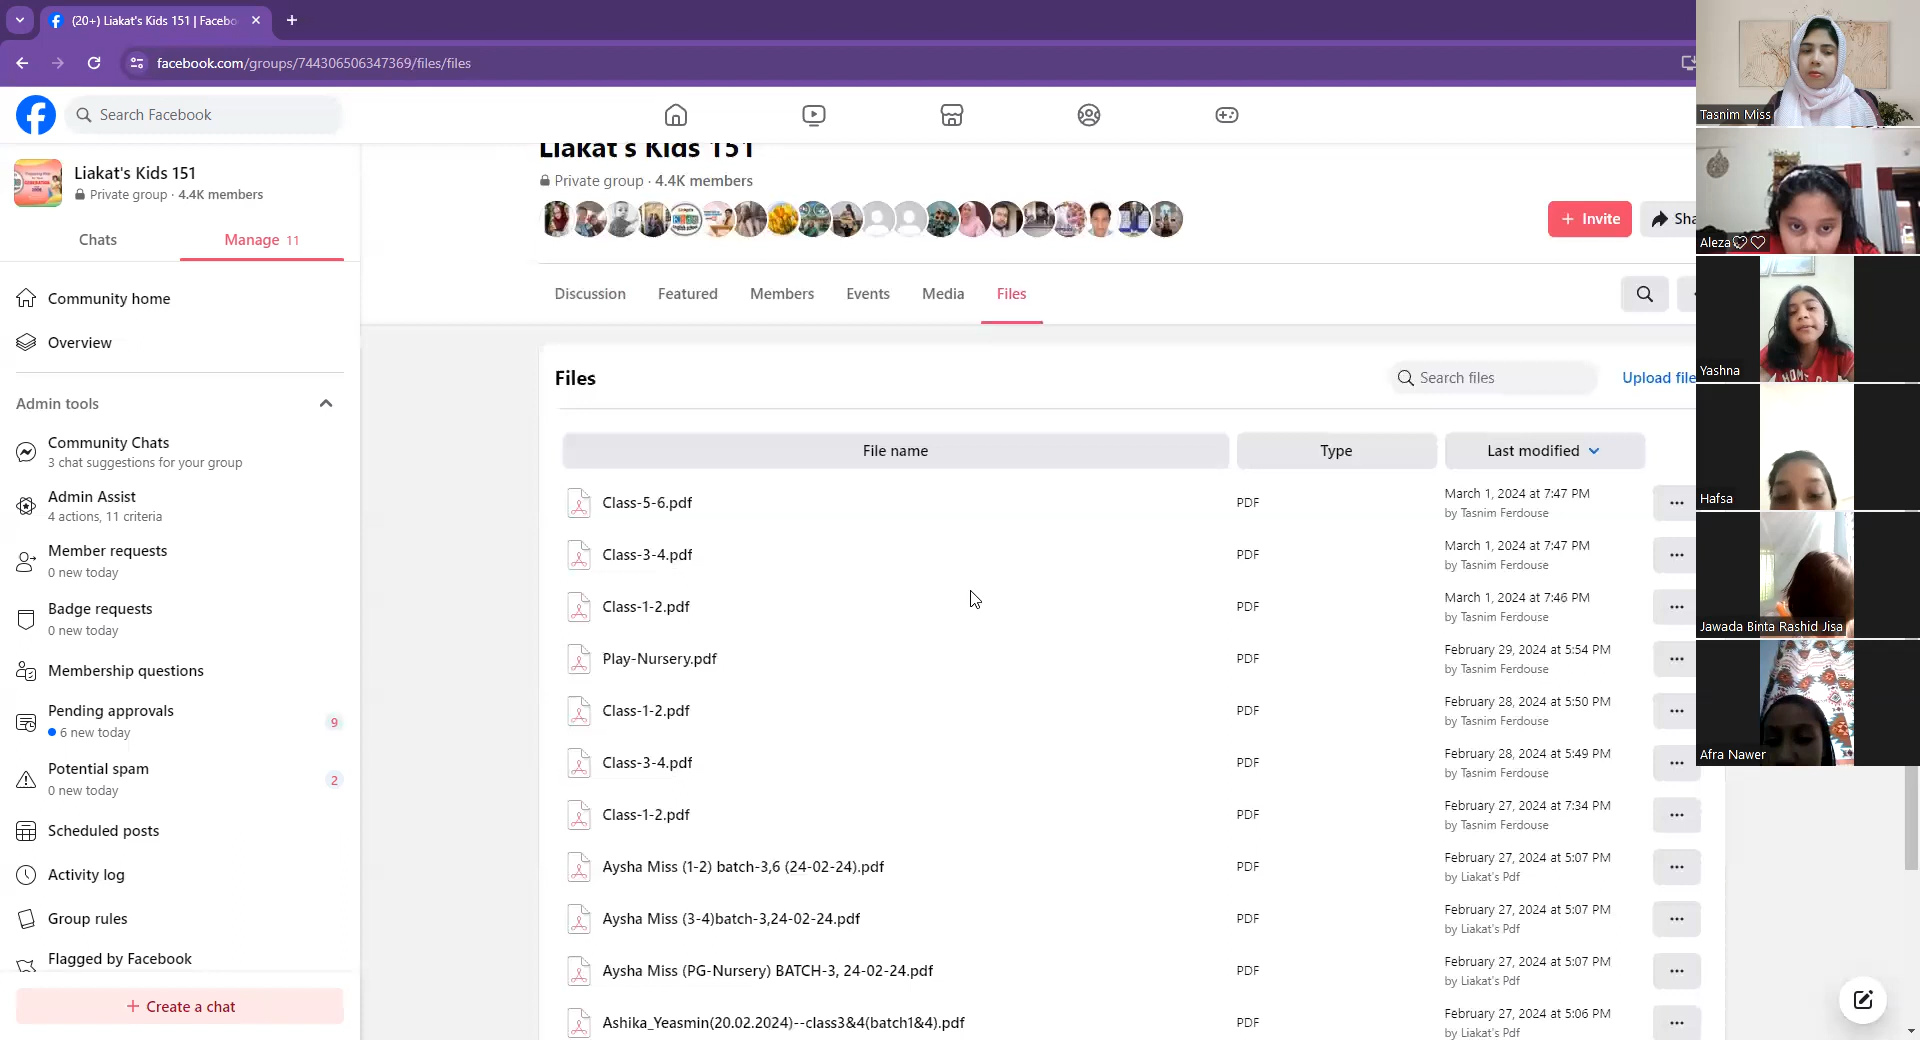 (20+) Liakat's Kids 151 | Facebo
facebook.com/groups/744306506347369/files/files
Search Facebook
Liakat's Kids 151
Private group · 4.4K members
Chats
Manage 11
Community home
Overview
Admin tools
Community Chats
3 chat suggestions for your group
Admin Assist
4 actions, 11 criteria
Member requests
0 new today
Badge requests
0 new today
Membership questions
Pending approvals
6 new today
9
Potential spam
0 new today
2
Scheduled posts
Activity log
Group rules
Flagged by Facebook
+ Create a chat
Liakat's Kids 151
Private group · 4.4K members
+ Invite
Sha
Discussion Featured Members Events Media Files
Files
Search files
Upload file
File name Type Last modified
Class-5-6.pdf PDF March 1, 2024 at 7:47 PM
by Tasnim Ferdouse
Class-3-4.pdf PDF March 1, 2024 at 7:47 PM
by Tasnim Ferdouse
Class-1-2.pdf PDF March 1, 2024 at 7:46 PM
by Tasnim Ferdouse
Play-Nursery.pdf PDF February 29, 2024 at 5:54 PM
by Tasnim Ferdouse
Class-1-2.pdf PDF February 28, 2024 at 5:50 PM
by Tasnim Ferdouse
Class-3-4.pdf PDF February 28, 2024 at 5:49 PM
by Tasnim Ferdouse
Class-1-2.pdf PDF February 27, 2024 at 7:34 PM
by Tasnim Ferdouse
Aysha Miss (1-2) batch-3,6 (24-02-24).pdf PDF February 27, 2024 at 5:07 PM
by Liakat's Pdf
Aysha Miss (3-4)batch-3,24-02-24.pdf PDF February 27, 2024 at 5:07 PM
by Liakat's Pdf
Aysha Miss (PG-Nursery) BATCH-3, 24-02-24.pdf PDF February 27, 2024 at 5:07 PM
by Liakat's Pdf
Ashika_Yeasmin(20.02.2024)--class3&4(batch1&4).pdf PDF February 27, 2024 at 5:06 PM
by Liakat's Pdf
Tasnim Miss
Aleza
Yashna
HOME
Hafsa
Jawada Binta Rashid Jisa
Afra Nawer